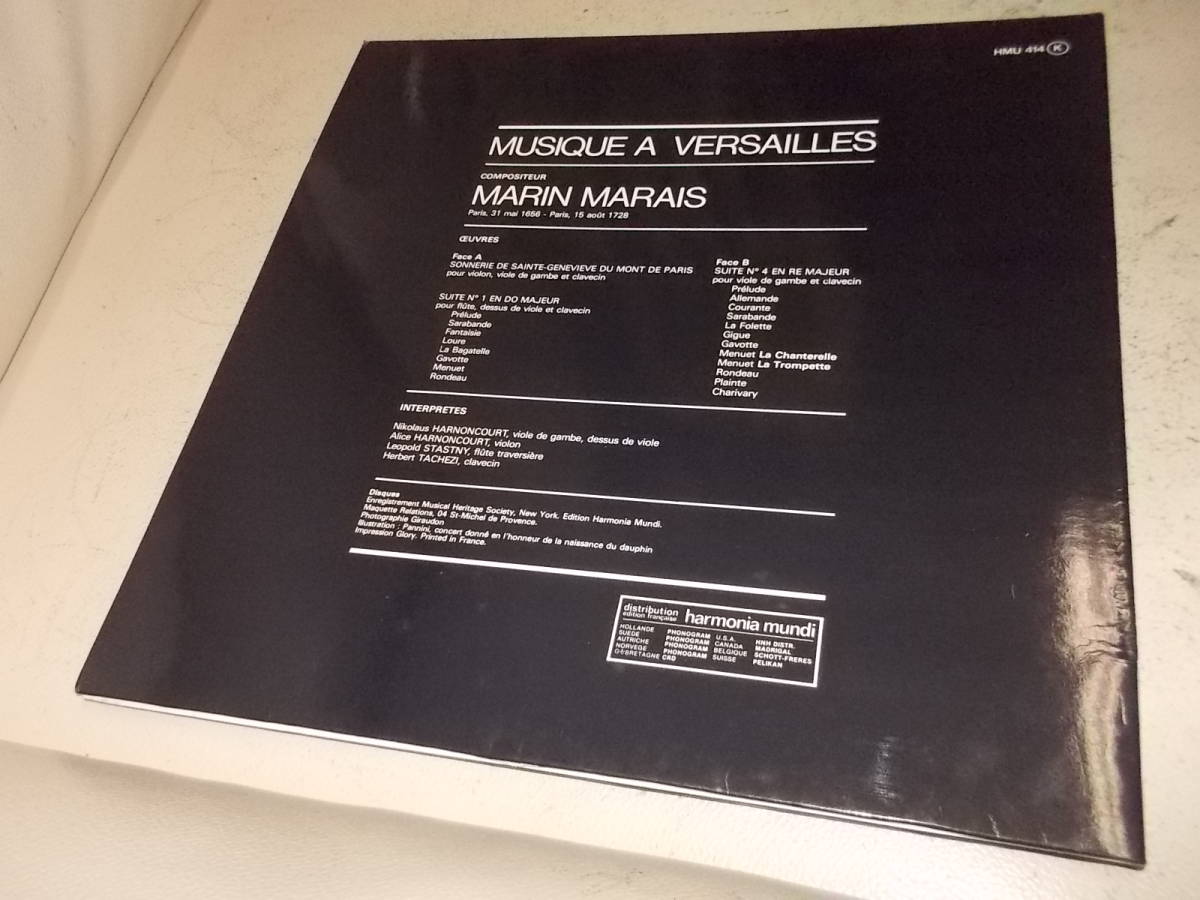 HMU 414 K
MUSIQUE A VERSAILLES
COMPOSITEUR
MARIN MARAIS
Paris, 31 mai 1656 - Paris, 15 août 1728
ŒUVRES
Face A
SONNERIE DE SAINTE-GENEVIEVE DU MONT DE PARIS
pour violon, viole de gambe et clavecin
SUITE N° 1 EN DO MAJEUR
pour flûte, dessus de viole et clavecin
Prélude
Sarabande
Fantaisie
Loure
La Bagatelle
Gavotte
Menuet
Rondeau
Face B
SUITE N° 4 EN RE MAJEUR
pour viole de gambe et clavecin
Prélude
Allemande
Courante
Sarabande
La Folette
Gigue
Gavotte
Menuet La Chanterelle
Menuet La Trompette
Rondeau
Plainte
Charivary
INTERPRETES
Nikolaus HARNONCOURT, viole de gambe, dessus de viole
Alice HARNONCOURT, violon
Leopold STASTNY, flûte traversière
Herbert TACHEZI, clavecin
Disques
Enregistrement Musical Heritage Society, New York. Edition Harmonia Mundi.
Maquette Relations, 04 St-Michel de Provence.
Photographie Giraudon
Illustration : Pannini, concert donné en l'honneur de la naissance du dauphin
Impression Glory. Printed in France.
distribution harmonia mundi
édition française
HOLLANDE PHONOGRAM U.S.A. HNH DISTR.
SUEDE PHONOGRAM CANADA MADRIGAL
AUTRICHE PHONOGRAM BELGIQUE SCHOTT-FRERES
NORVEGE PHONOGRAM SUISSE PELIKAN
GDE BRETAGNE CRD